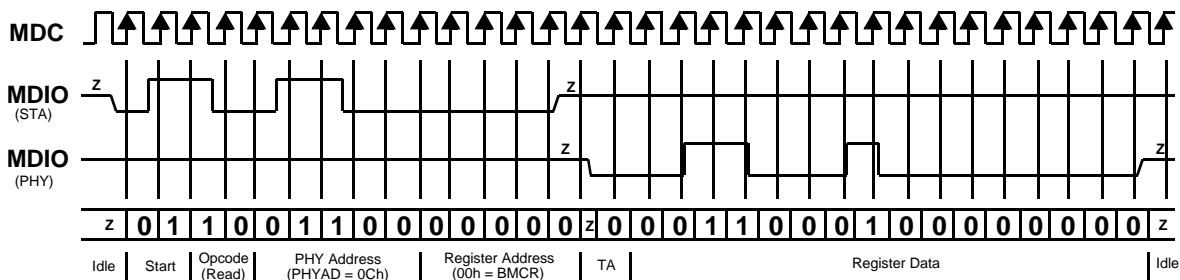 MDC
z
MDIO
(STA)
z
MDIO
(PHY)
z
z
z 0 1 1 0 0 1 1 0 0 0 0 0 0 0 z 0 0 0 1 1 0 0 0 1 0 0 0 0 0 0 0 0 z
Idle
Start
Opcode
(Read)
PHY Address
(PHYAD = 0Ch)
Register Address
(00h = BMCR)
TA
Register Data
Idle